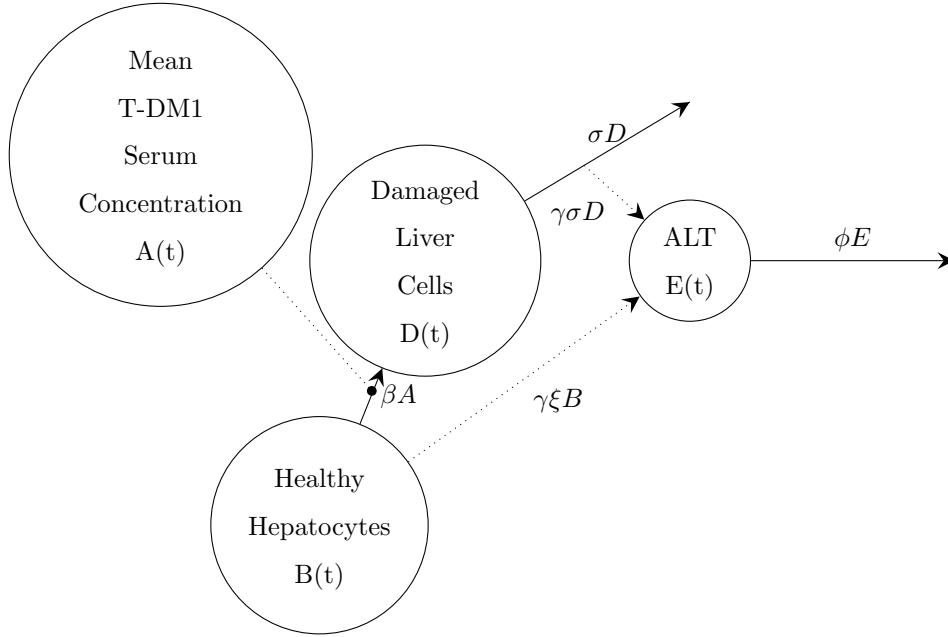 Mean
T-DM1
Serum
Concentration
A(t)
Damaged
Liver
Cells
D(t)
σD
γσD
ALT
E(t)
ϕE
βA
γξB
Healthy
Hepatocytes
B(t)